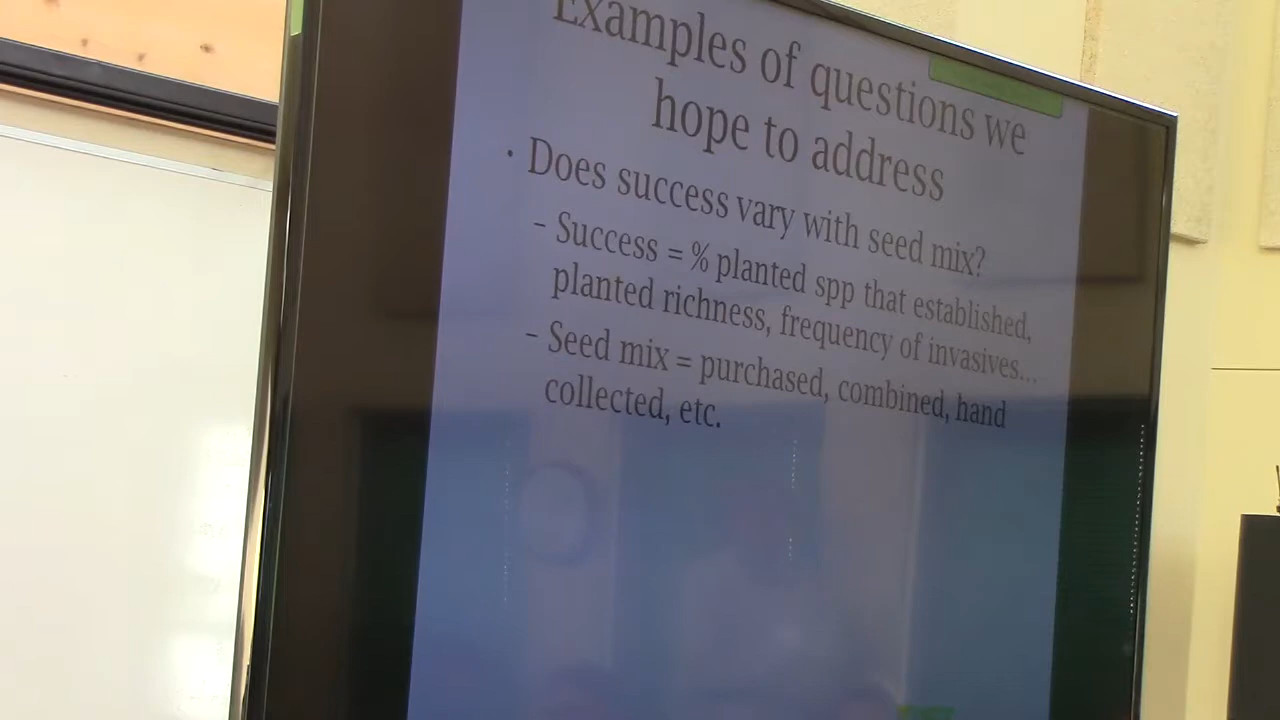 Examples of questions we
hope to address
· Does success vary with seed mix?
– Success = % planted spp that established,
planted richness, frequency of invasives...
– Seed mix = purchased, combined, hand
collected, etc.